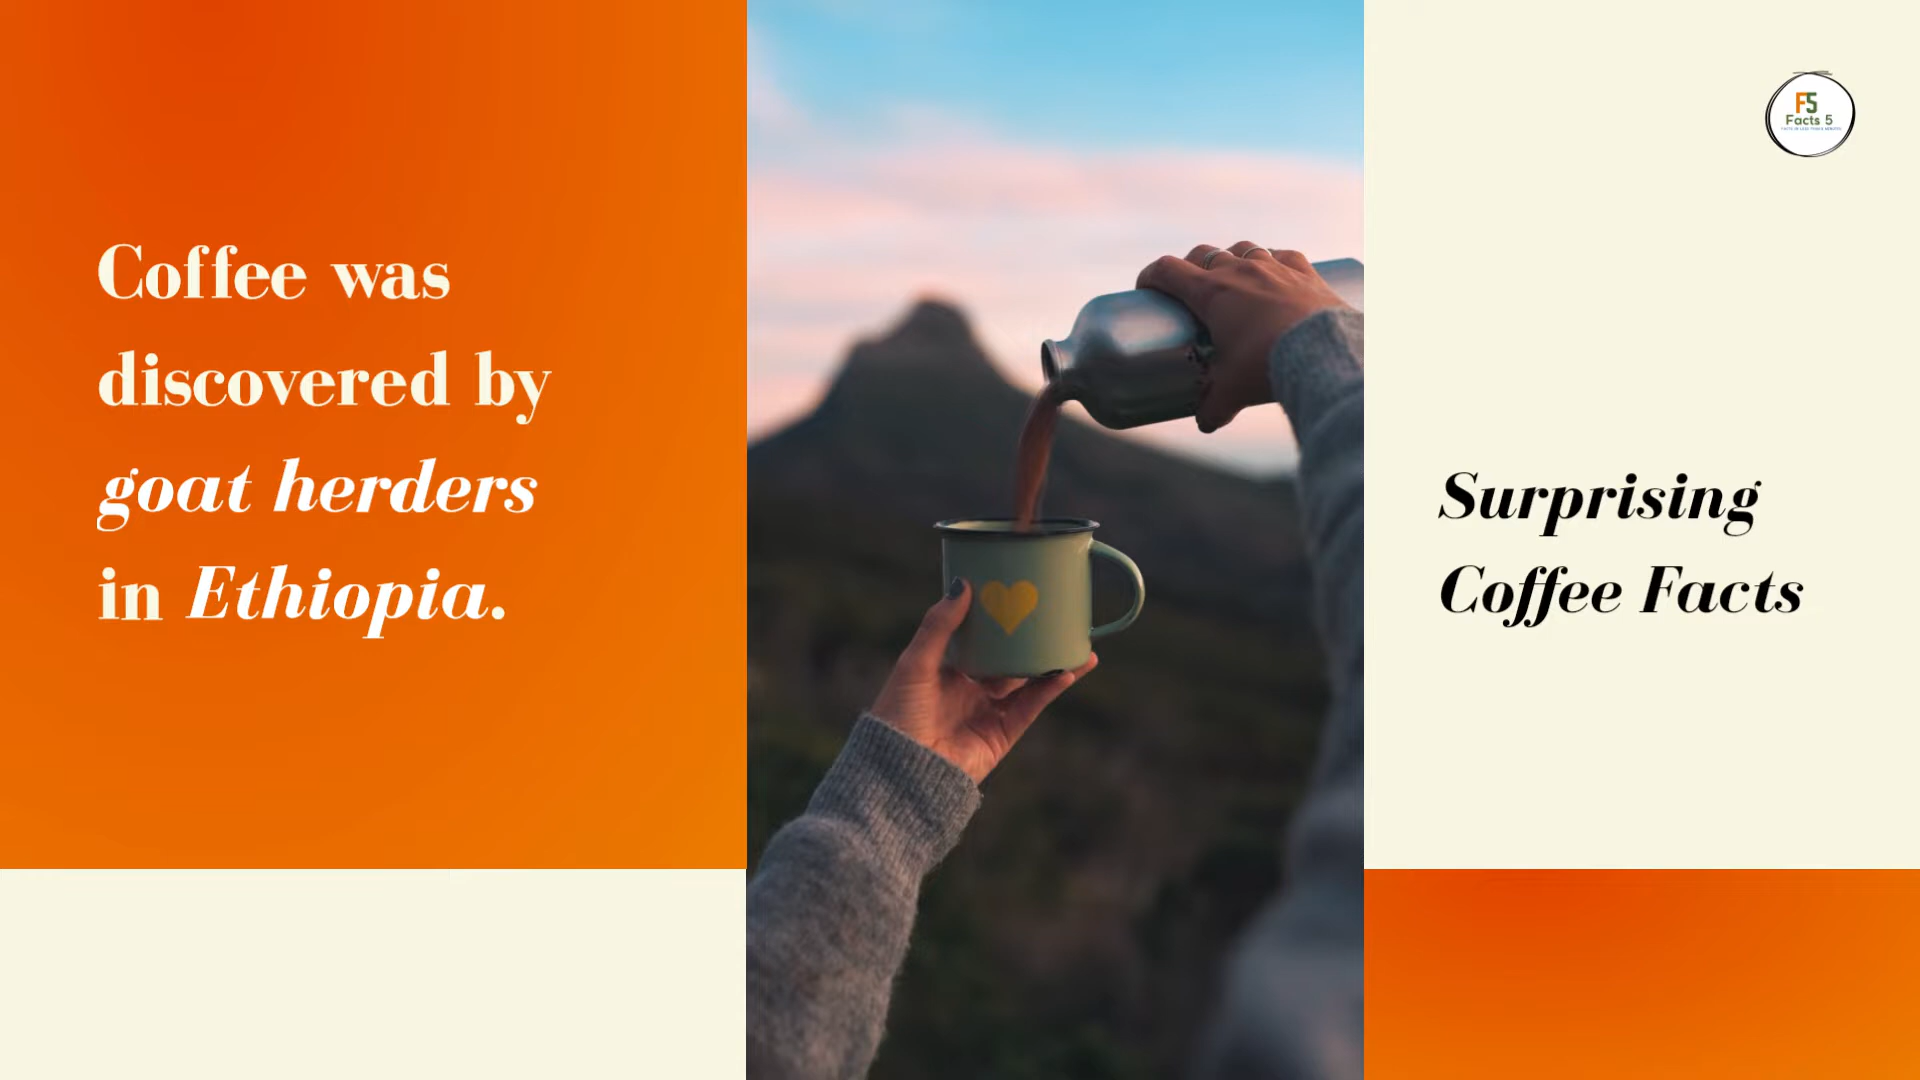 Coffee was
discovered by
goat herders
in Ethiopia.
F5
Facts 5
Surprising
Coffee Facts